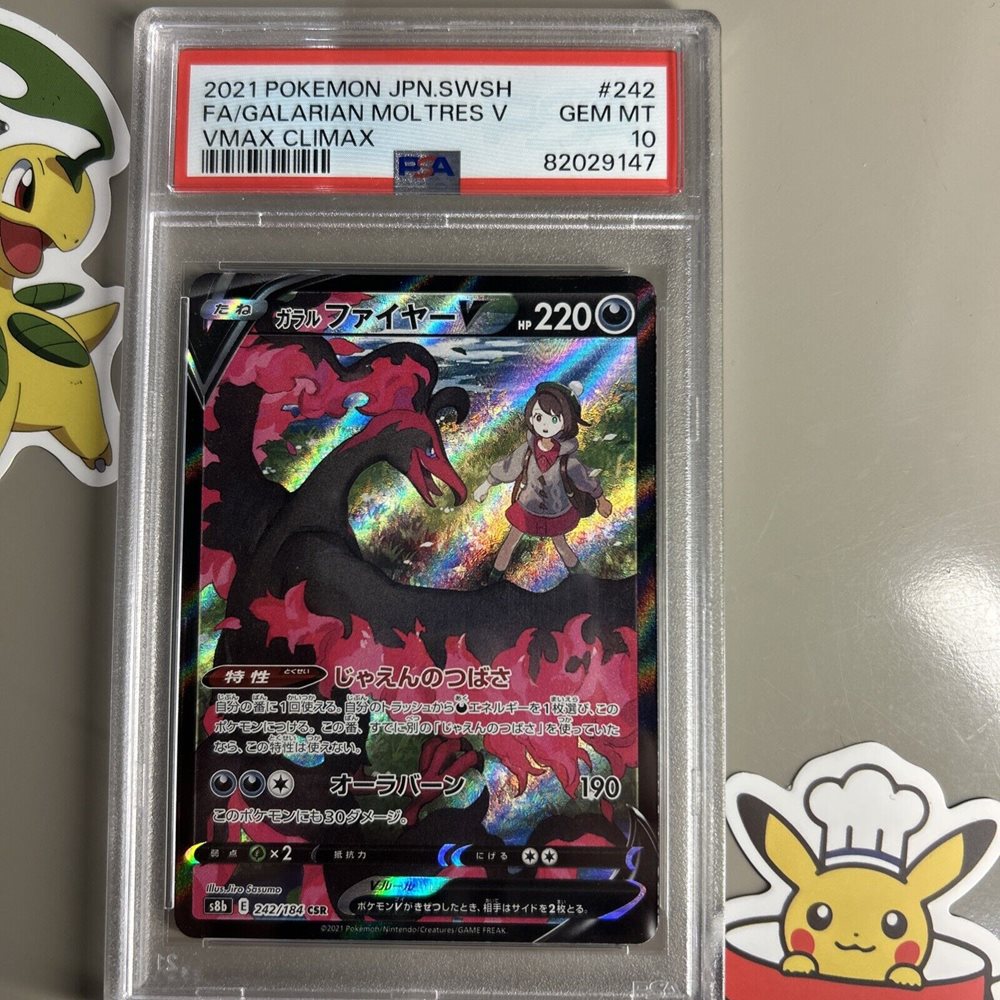 2021 POKEMON JPN.SWSH #242
FA/GALARIAN MOLTRES V GEM MT
VMAX CLIMAX 10
PSA 82029147
たね ガラル ファイヤーV HP 220
特性 とくせい じゃえんのつばさ
自分の番に1回使える。自分のトラッシュからエネルギーを1枚選び、この
ポケモンにつける。この番、すでに別の「じゃえんのつばさ」を使っていた
なら、この特性は使えない。
オーラバーン 190
このポケモンにも30ダメージ。
弱点 ×2 抵抗力 にげる
Illus.Jiro Sasumo
Vルール
s8b E 242/184 CSR ポケモンVがきぜつしたとき、相手はサイドを2枚とる。
©2021 Pokémon/Nintendo/Creatures/GAME FREAK.